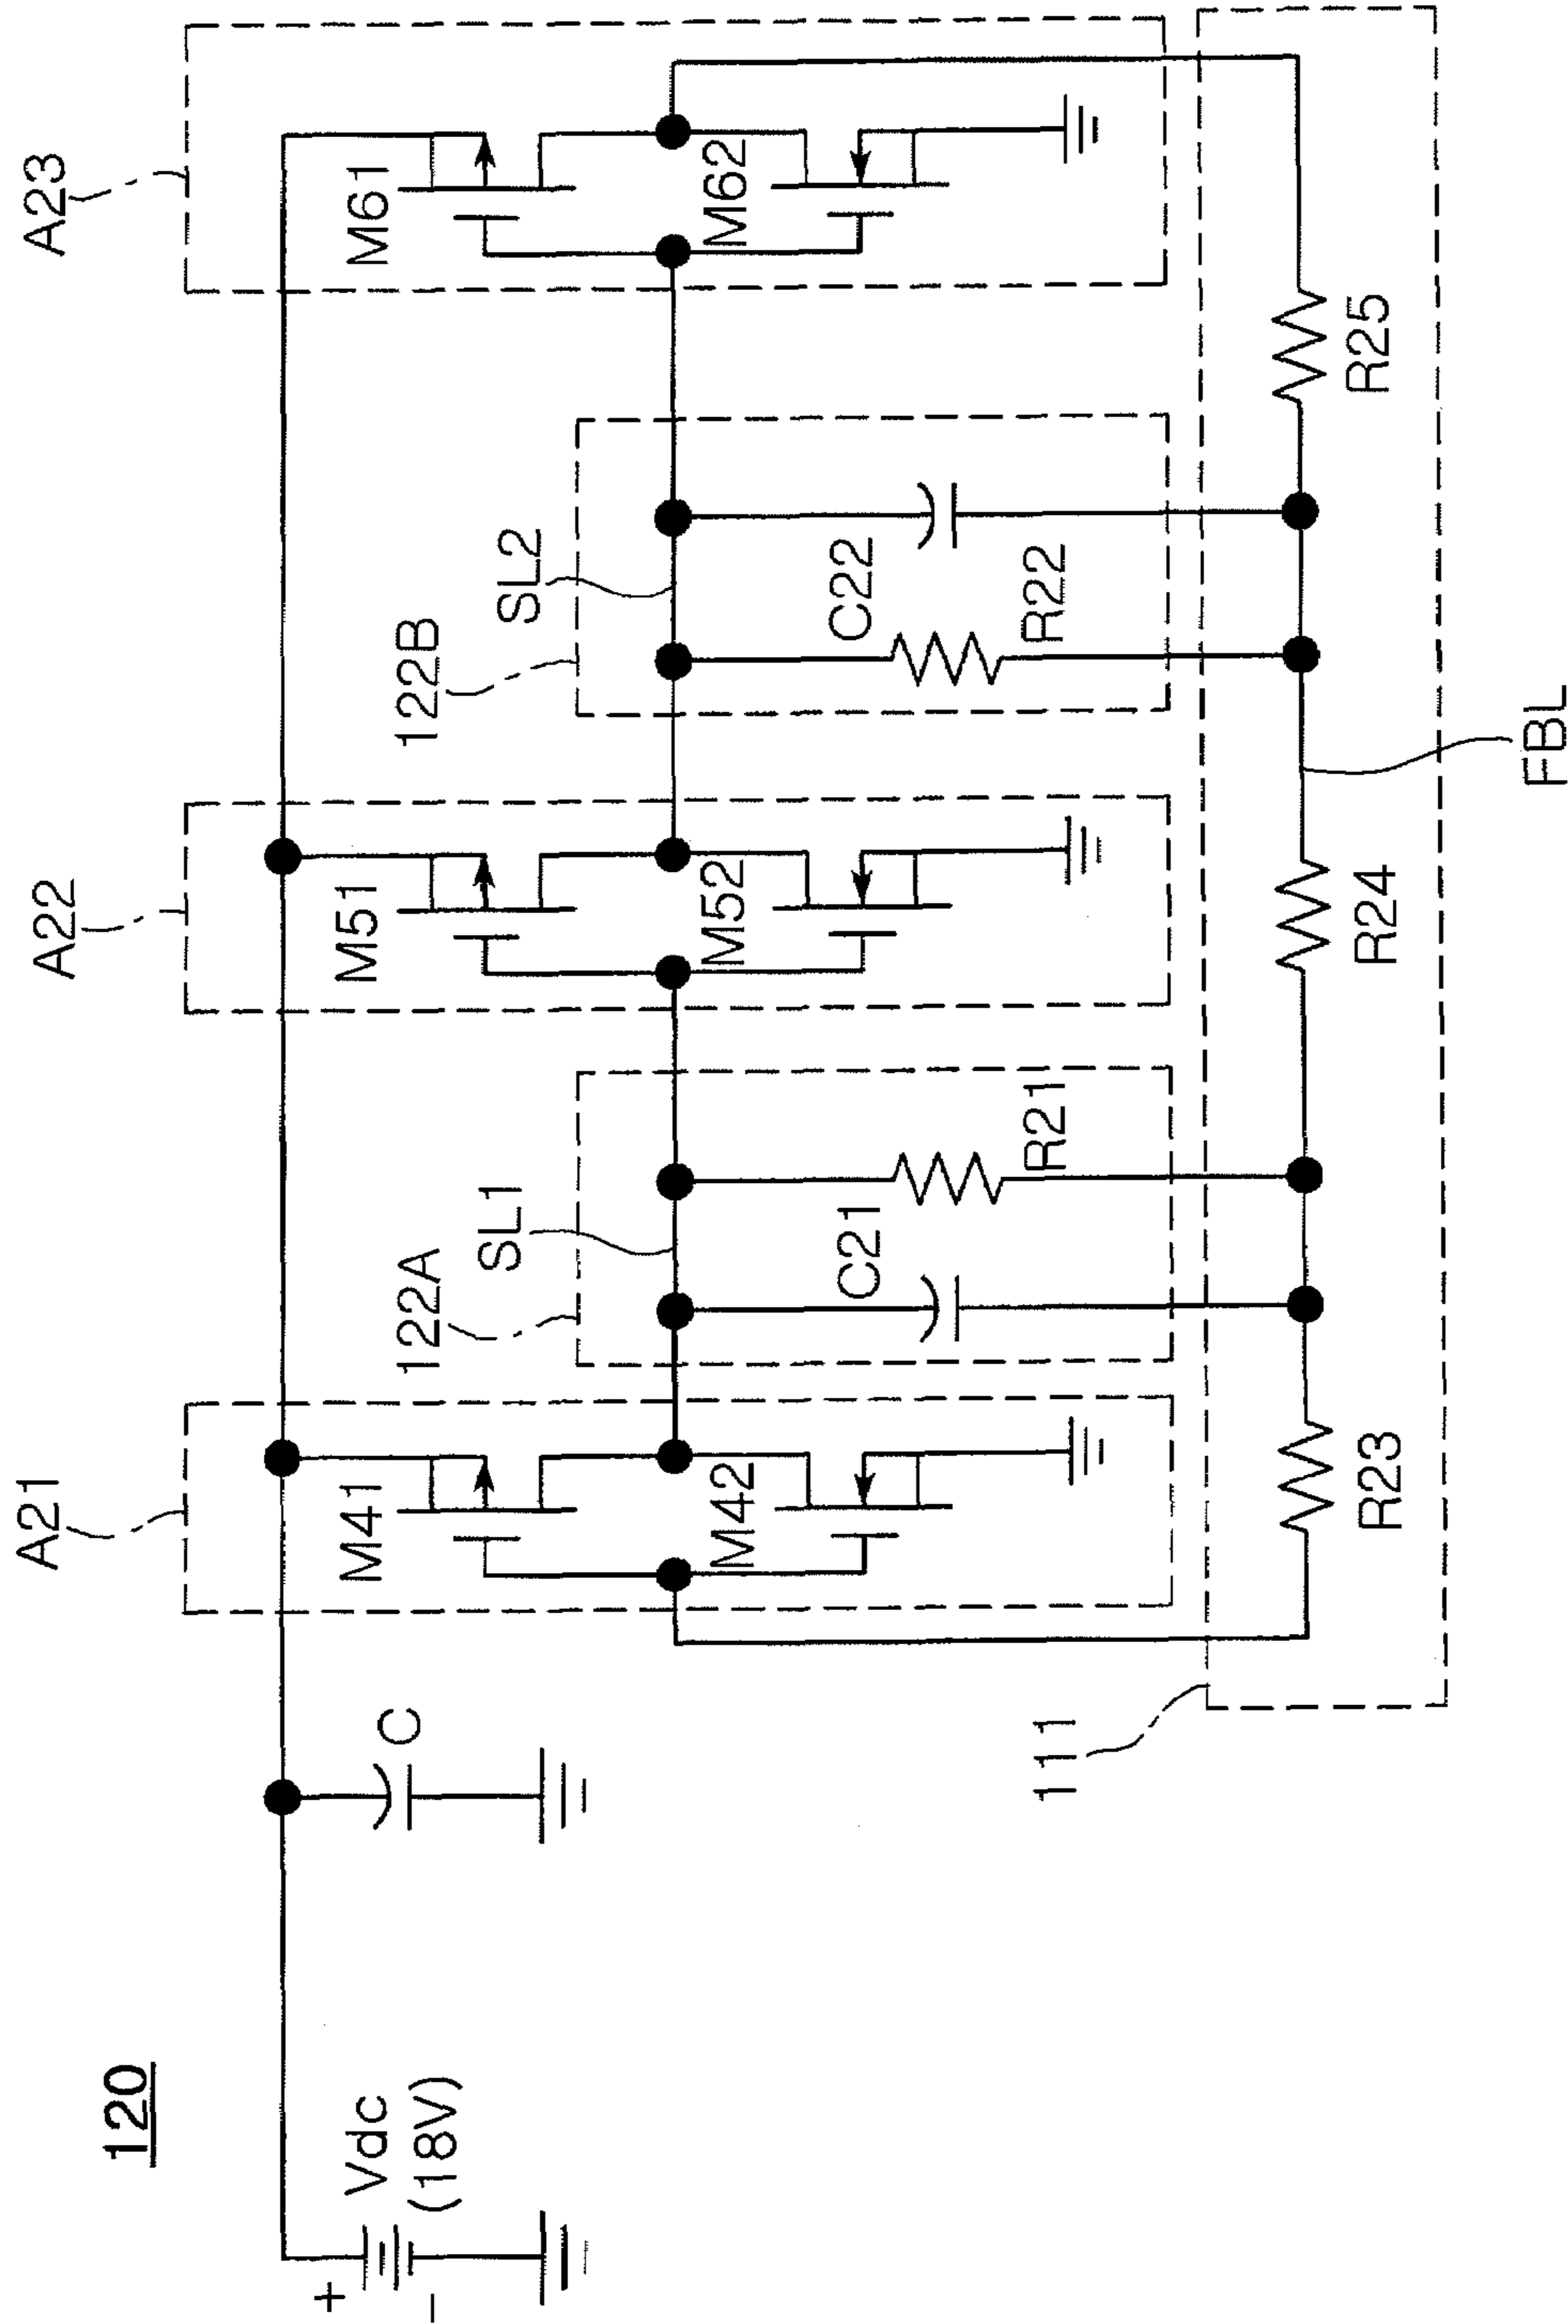 120
A21
A22
A23
Vdc
(18V)
+
−
C
M41
M42
M51
M52
M61
M62
122A
SL1
122B
SL2
C21
R21
C22
R22
111
R23
R24
R25
FBL